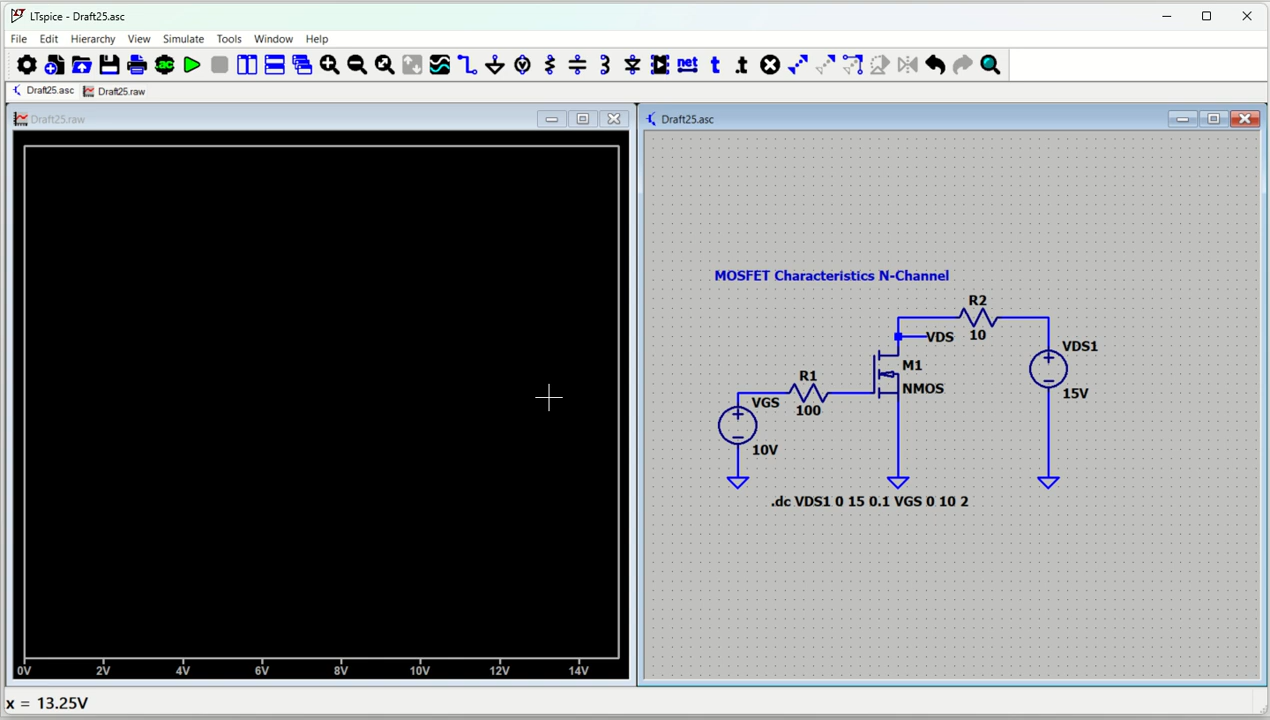 LTspice - Draft25.asc
File Edit Hierarchy View Simulate Tools Window Help
.ac net t .t
Draft25.asc Draft25.raw
Draft25.raw
0V 2V 4V 6V 8V 10V 12V 14V
Draft25.asc
MOSFET Characteristics N-Channel
R2
VDS 10 VDS1
R1 M1
VGS 100 NMOS 15V
10V
.dc VDS1 0 15 0.1 VGS 0 10 2
x = 13.25V